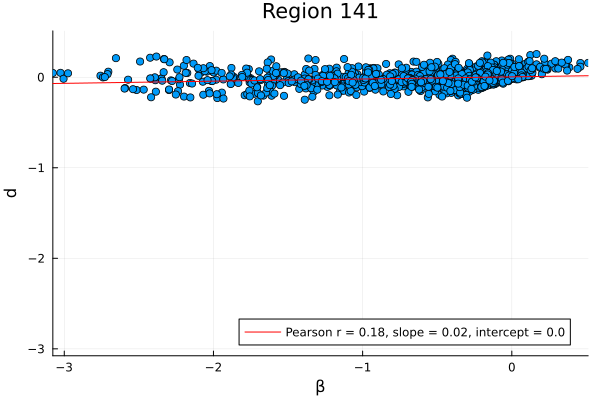 Region 141
d
0
−1
−2
−3
Pearson r = 0.18, slope = 0.02, intercept = 0.0
−3 −2 −1 0
β